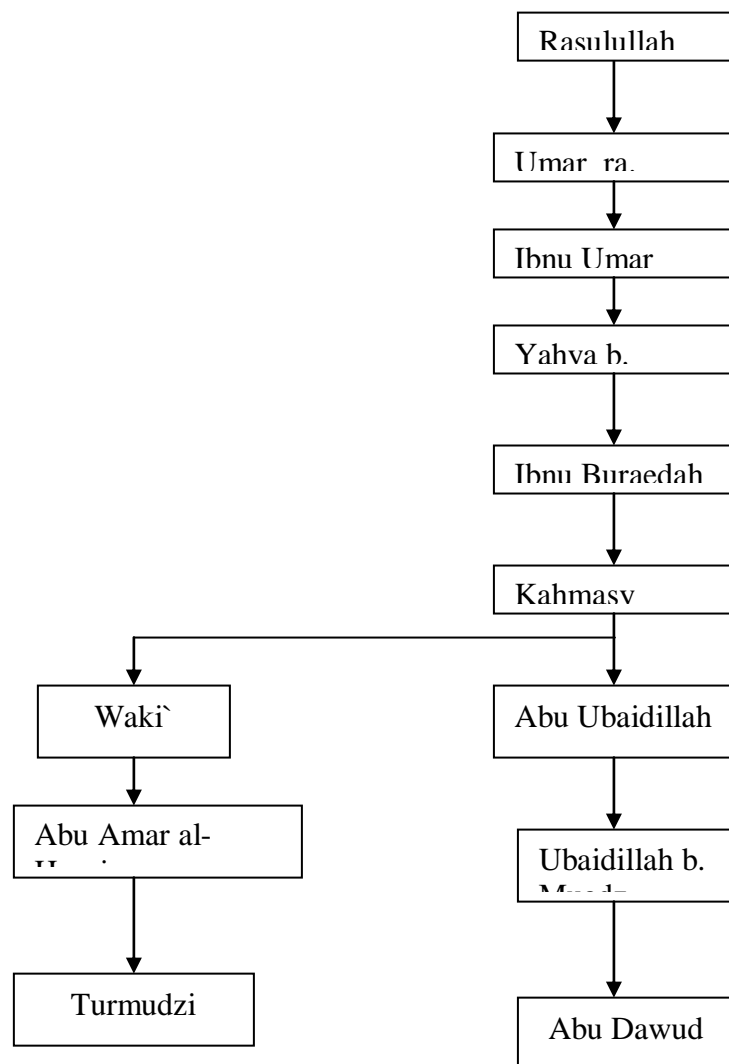 Rasulullah
Umar ra.
Ibnu Umar
Yahya b.
Ibnu Buraedah
Kahmasy
Waki`
Abu Ubaidillah
Abu Amar al-
Ubaidillah b.
Turmudzi
Abu Dawud